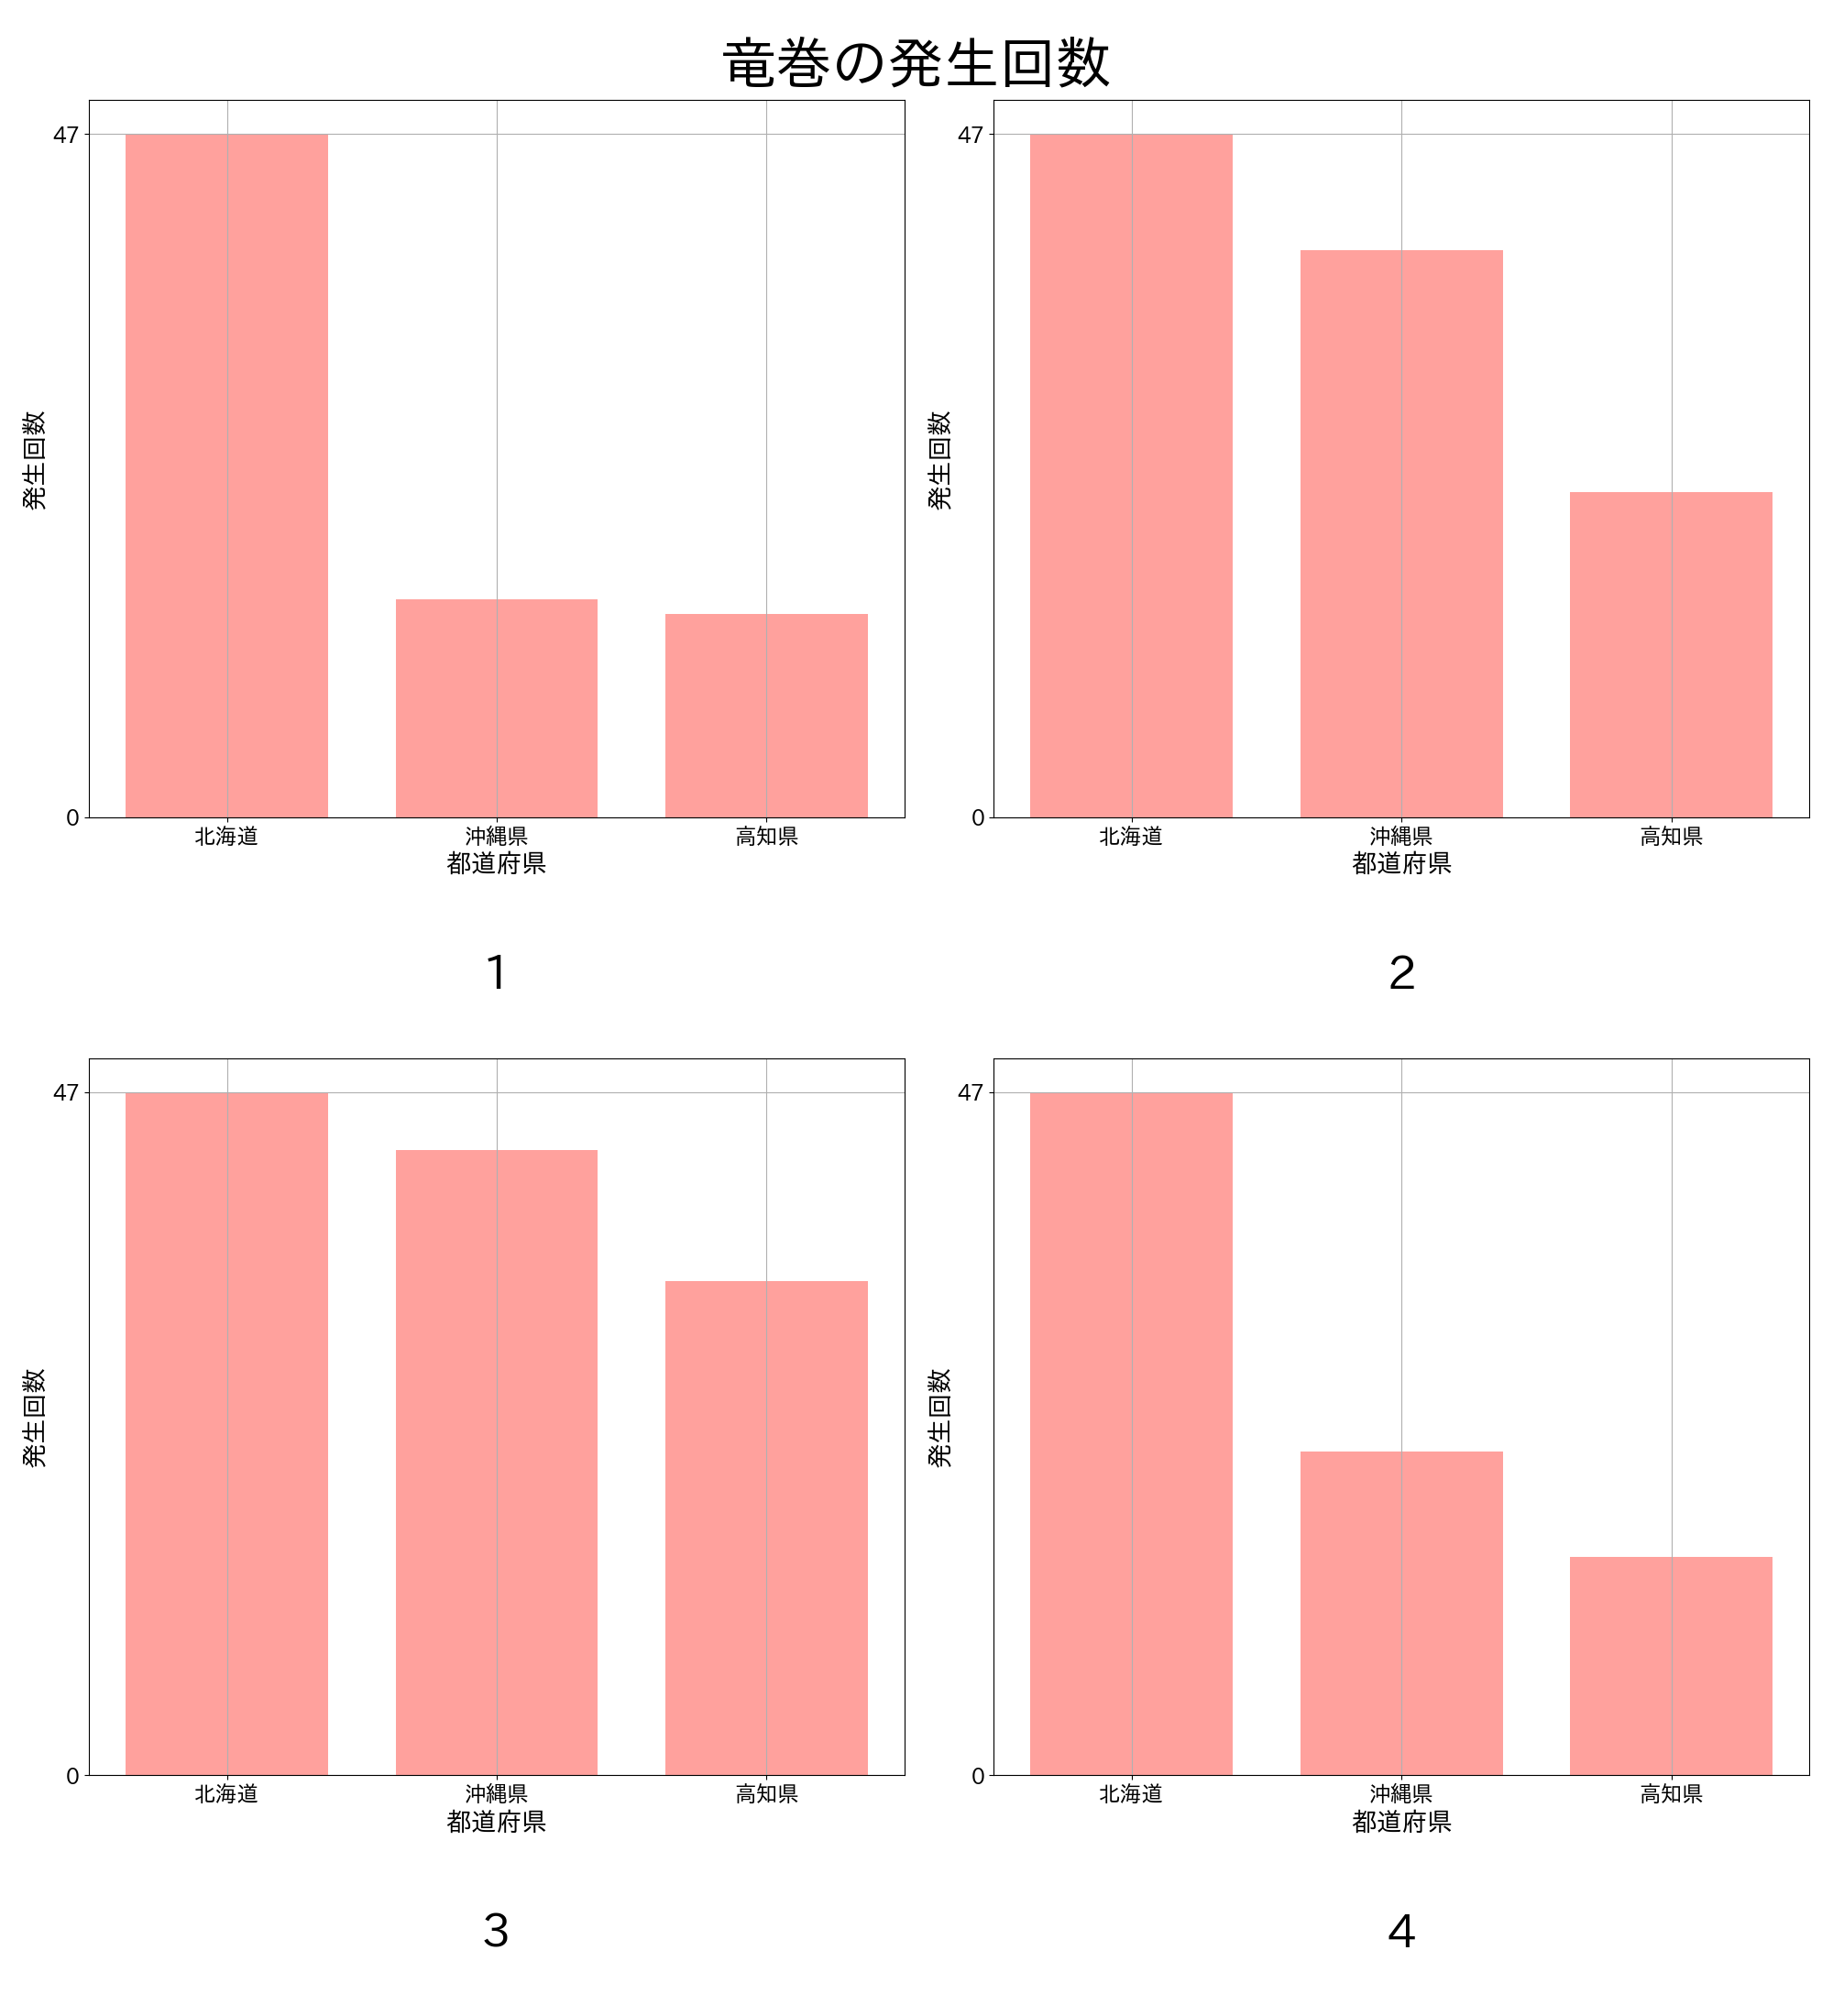 竜巻の発生回数
47
発生回数
0
北海道 沖縄県 高知県
都道府県
1
47
発生回数
0
北海道 沖縄県 高知県
都道府県
2
47
発生回数
0
北海道 沖縄県 高知県
都道府県
3
47
発生回数
0
北海道 沖縄県 高知県
都道府県
4